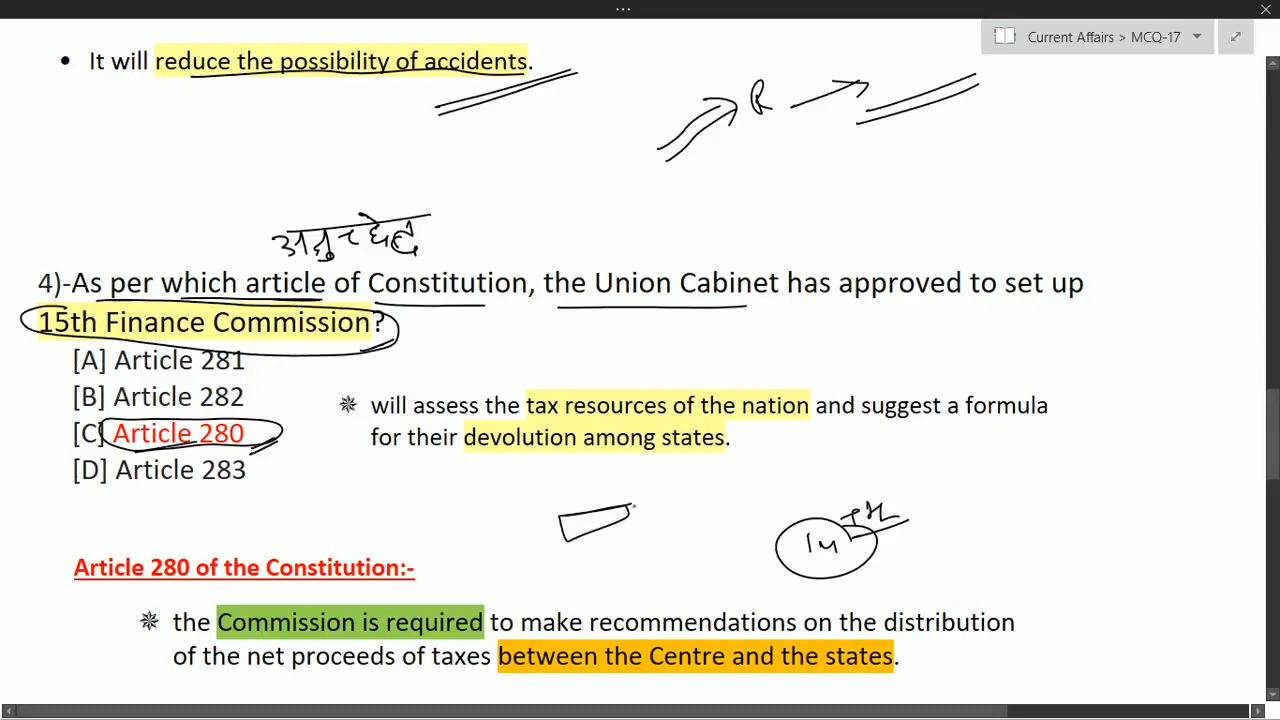 ...
Current Affairs > MCQ-17
• It will reduce the possibility of accidents.
R
अनुच्छेद
4)-As per which article of Constitution, the Union Cabinet has approved to set up
15th Finance Commission?
[A] Article 281
[B] Article 282
[C] Article 280
[D] Article 283
will assess the tax resources of the nation and suggest a formula
for their devolution among states.
14
Article 280 of the Constitution:-
the Commission is required to make recommendations on the distribution
of the net proceeds of taxes between the Centre and the states.